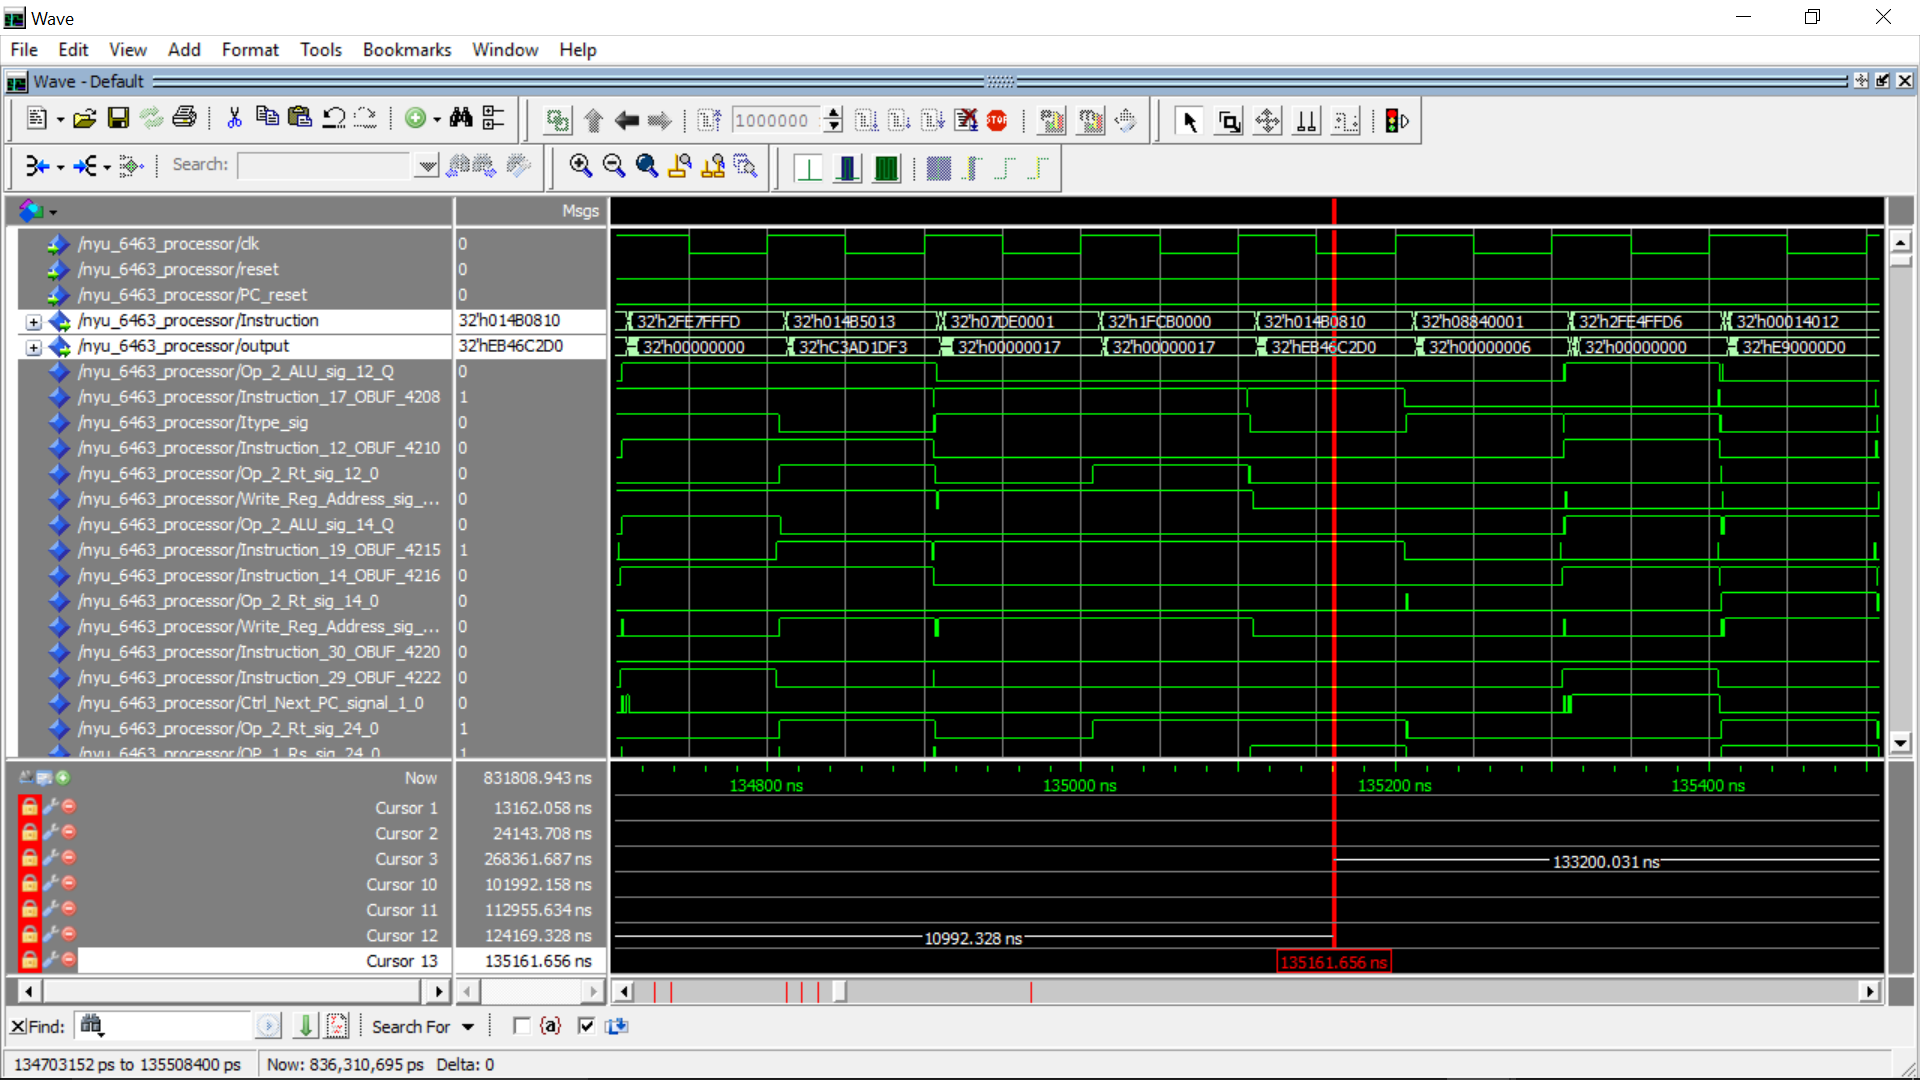 Wave
File Edit View Add Format Tools Bookmarks Window Help
Wave - Default
1000000
STOP
Search:
Msgs
/nyu_6463_processor/clk 0
/nyu_6463_processor/reset 0
/nyu_6463_processor/PC_reset 0
/nyu_6463_processor/Instruction 32'h014B0810 32'h2FE7FFFD 32'h014B5013 32'h07DE0001 32'h1FCB0000 32'h014B0810 32'h08840001 32'h2FE4FFD6 32'h00014012
/nyu_6463_processor/output 32'hEB46C2D0 32'h00000000 32'hC3AD1DF3 32'h00000017 32'h00000017 32'hEB46C2D0 32'h00000006 32'h00000000 32'hE90000D0
/nyu_6463_processor/Op_2_ALU_sig_12_Q 0
/nyu_6463_processor/Instruction_17_OBUF_4208 1
/nyu_6463_processor/Itype_sig 0
/nyu_6463_processor/Instruction_12_OBUF_4210 0
/nyu_6463_processor/Op_2_Rt_sig_12_0 0
/nyu_6463_processor/Write_Reg_Address_sig_... 0
/nyu_6463_processor/Op_2_ALU_sig_14_Q 0
/nyu_6463_processor/Instruction_19_OBUF_4215 1
/nyu_6463_processor/Instruction_14_OBUF_4216 0
/nyu_6463_processor/Op_2_Rt_sig_14_0 0
/nyu_6463_processor/Write_Reg_Address_sig_... 0
/nyu_6463_processor/Instruction_30_OBUF_4220 0
/nyu_6463_processor/Instruction_29_OBUF_4222 0
/nyu_6463_processor/Ctrl_Next_PC_signal_1_0 0
/nyu_6463_processor/Op_2_Rt_sig_24_0 1
/nyu_6463_processor/OP_1_Rs_sig_24_0 1
Now 831808.943 ns 134800 ns 135000 ns 135200 ns 135400 ns
Cursor 1 13162.058 ns
Cursor 2 24143.708 ns
Cursor 3 268361.687 ns 133200.031 ns
Cursor 10 101992.158 ns
Cursor 11 112955.634 ns
Cursor 12 124169.328 ns 10992.328 ns
Cursor 13 135161.656 ns 135161.656 ns
Find: Search For {a}
134703152 ps to 135508400 ps Now: 836,310,695 ps Delta: 0